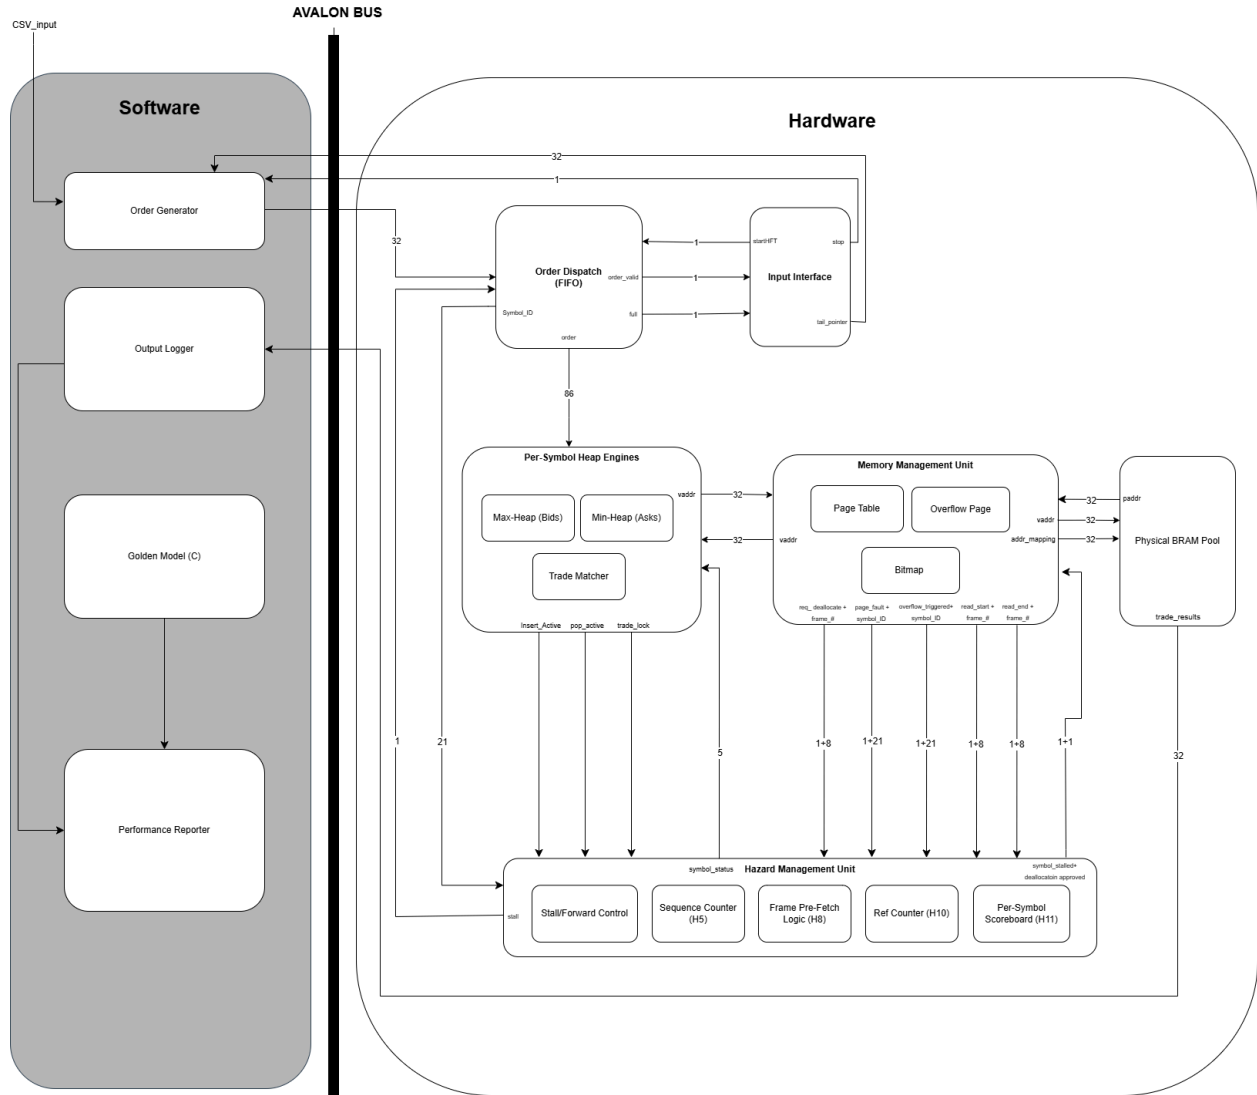 AVALON BUS
CSV_input
Software
Hardware
32
1
Order Generator
32
Order Dispatch
(FIFO)
order_valid
Symbol_ID
full
order
1
1
1
startHFT
stop
Input Interface
tail_pointer
Output Logger
86
Per-Symbol Heap Engines
vaddr
Max-Heap (Bids)
Min-Heap (Asks)
Trade Matcher
Insert_Active
pop_active
trade_lock
32
32
Memory Management Unit
Page Table
Overflow Page
vaddr
vaddr
addr_mapping
Bitmap
req_ deallocate +
frame_#
page_fault +
symbol_ID
overflow_triggered+
symbol_ID
read_start +
frame_#
read_end +
frame_#
32
32
32
paddr
Physical BRAM Pool
trade_results
Golden Model (C)
1
21
5
1+8
1+21
1+21
1+8
1+8
1+1
32
Performance Reporter
symbol_status
Hazard Management Unit
symbol_stalled+
deallocatoin approved
stall
Stall/Forward Control
Sequence Counter
(H5)
Frame Pre-Fetch
Logic (H8)
Ref Counter (H10)
Per-Symbol
Scoreboard (H11)